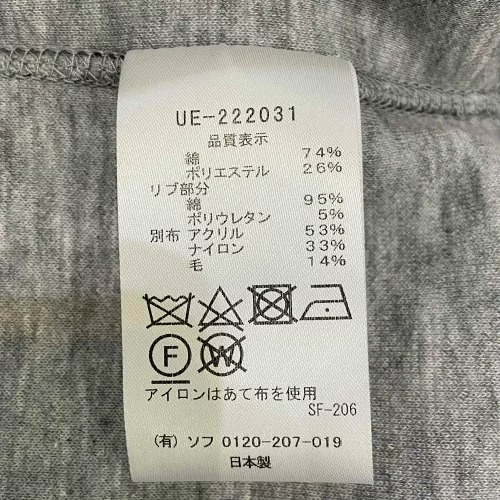 UE-222031
品質表示
綿 74%
ポリエステル 26%
リブ部分
綿 95%
ポリウレタン 5%
別布 アクリル 53%
ナイロン 33%
毛 14%
F W
アイロンはあて布を使用
SF-206
(有) ソフ 0120-207-019
日本製